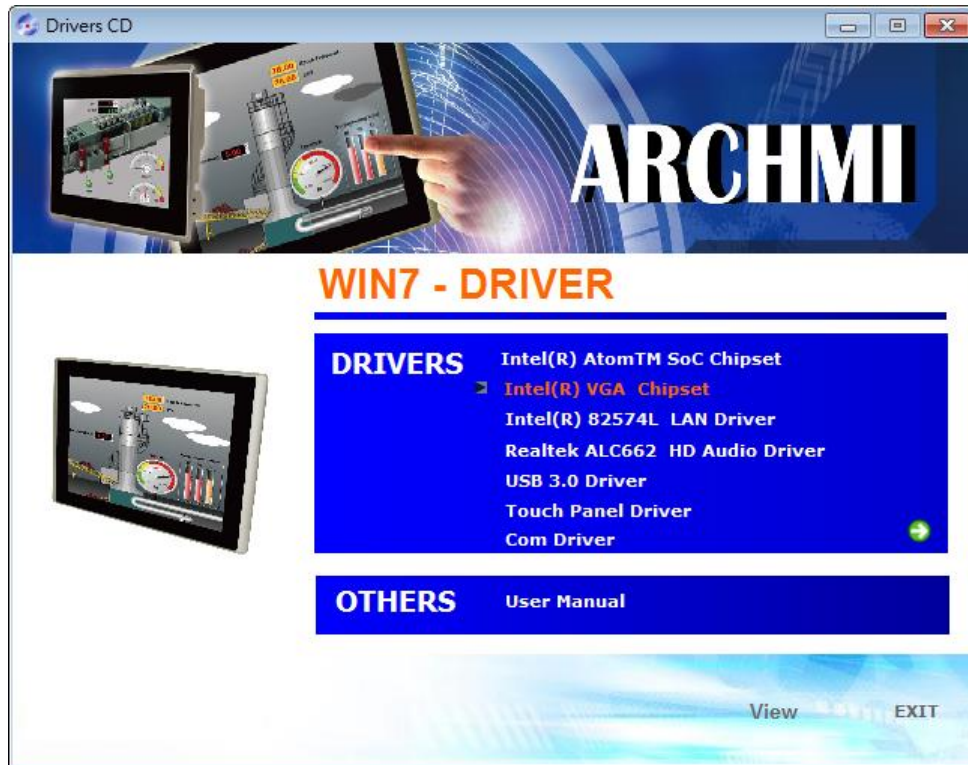 Drivers CD
ARCHMI
WIN7 - DRIVER
DRIVERS
Intel(R) AtomTM SoC Chipset
Intel(R) VGA Chipset
Intel(R) 82574L LAN Driver
Realtek ALC662 HD Audio Driver
USB 3.0 Driver
Touch Panel Driver
Com Driver
OTHERS
User Manual
View
EXIT